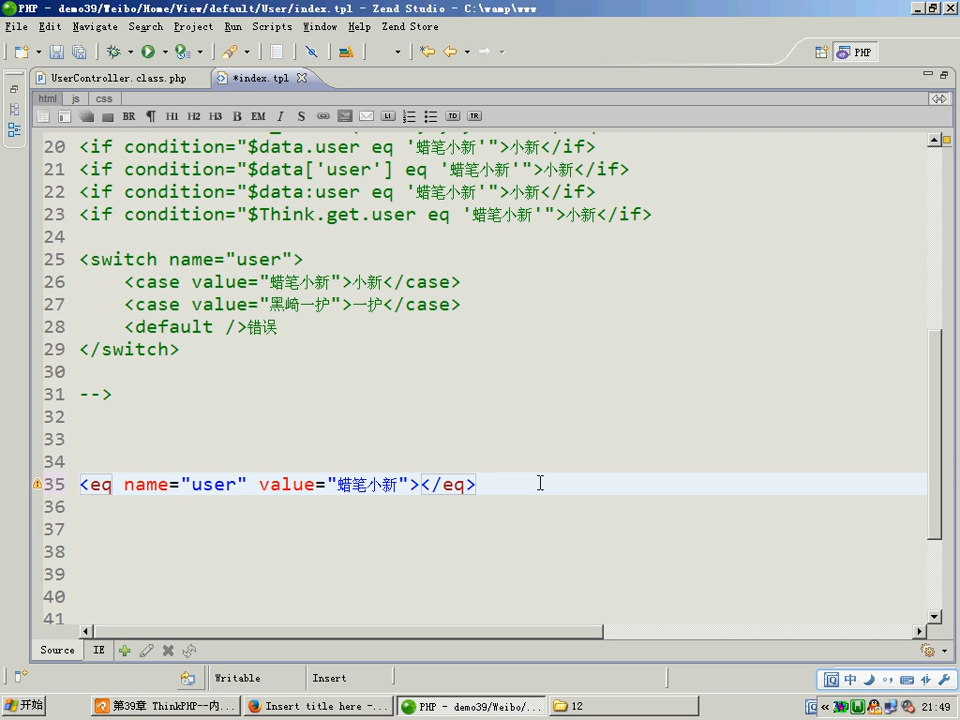 PHP - demo39/Weibo/Home/View/default/User/index.tpl - Zend Studio - C:\wamp\www
File Edit Navigate Search Project Run Scripts Window Help Zend Store
PHP
UserController.class.php *index.tpl
html js css
BR ¶ H1 H2 H3 B EM I S LI TD TR
20 <if condition="$data.user eq '蜡笔小新'">小新</if>
21 <if condition="$data['user'] eq '蜡笔小新'">小新</if>
22 <if condition="$data:user eq '蜡笔小新'">小新</if>
23 <if condition="$Think.get.user eq '蜡笔小新'">小新</if>
24
25 <switch name="user">
26 <case value="蜡笔小新">小新</case>
27 <case value="黑崎一护">一护</case>
28 <default />错误
29 </switch>
30
31 -->
32
33
34
35 <eq name="user" value="蜡笔小新"></eq>
36
37
38
39
40
41
Source IE
Writable Insert
中
开始 第39章 ThinkPHP--内... Insert title here -... PHP - demo39/Weibo/... 12 21:49